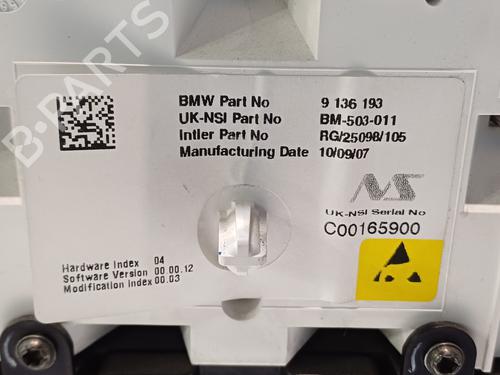 BMW Part No 9 136 193
UK-NSI Part No BM-503-011
Intier Part No RG/25098/105
Manufacturing Date 10/09/07
UK-NSI Serial No
C00165900
Hardware Index 04
Software Version 00.00.12
Modification Index 00.03
B-PARTS